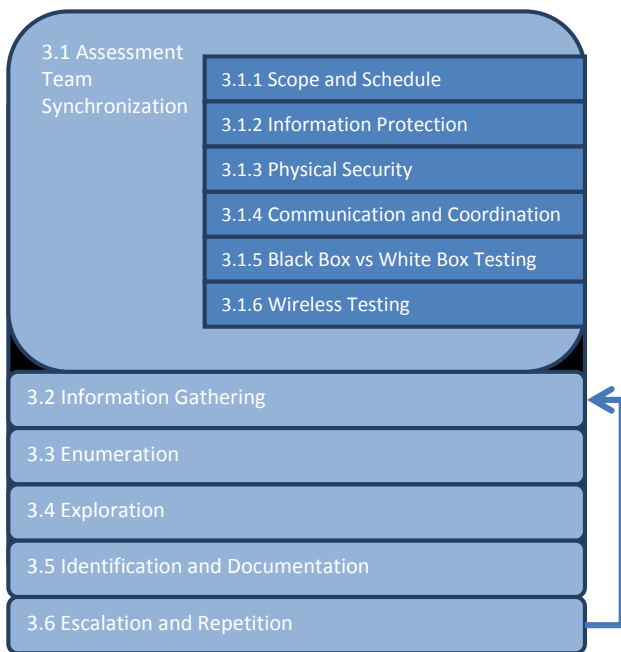 3.1 Assessment
Team
Synchronization
3.1.1 Scope and Schedule
3.1.2 Information Protection
3.1.3 Physical Security
3.1.4 Communication and Coordination
3.1.5 Black Box vs White Box Testing
3.1.6 Wireless Testing
3.2 Information Gathering
3.3 Enumeration
3.4 Exploration
3.5 Identification and Documentation
3.6 Escalation and Repetition